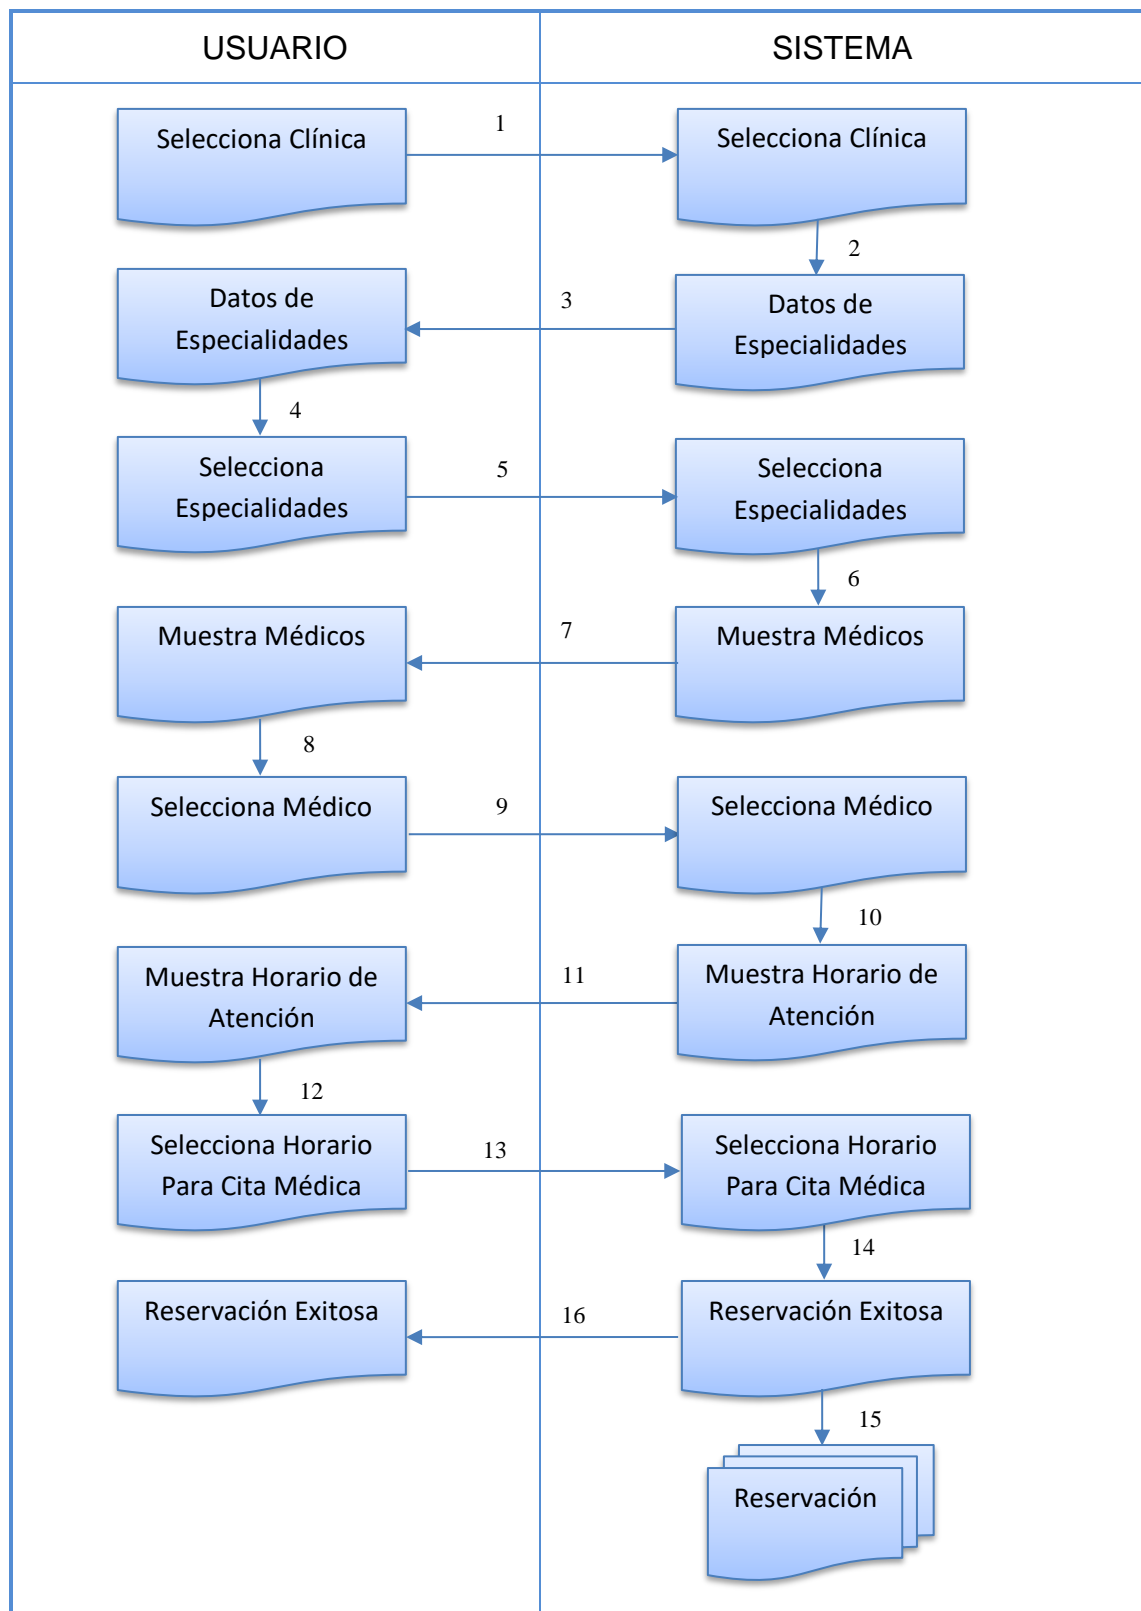 USUARIO
SISTEMA
Selecciona Clínica
1
Selecciona Clínica
2
Datos de
Especialidades
3
Datos de
Especialidades
4
Selecciona
Especialidades
5
Selecciona
Especialidades
6
Muestra Médicos
7
Muestra Médicos
8
Selecciona Médico
9
Selecciona Médico
10
Muestra Horario de
Atención
11
Muestra Horario de
Atención
12
Selecciona Horario
Para Cita Médica
13
Selecciona Horario
Para Cita Médica
14
Reservación Exitosa
16
Reservación Exitosa
15
Reservación